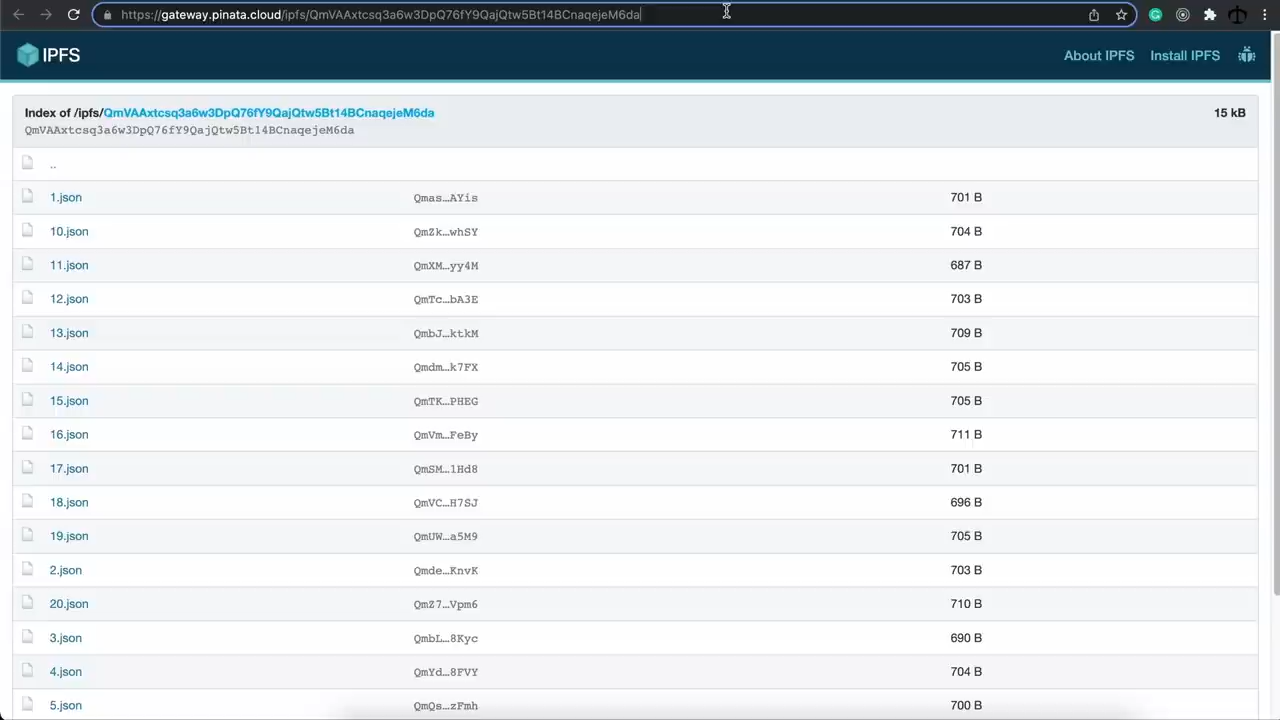 https://gateway.pinata.cloud/ipfs/QmVAAxtcsq3a6w3DpQ76fY9QajQtw5Bt14BCnaqejeM6da
IPFS
About IPFS Install IPFS
Index of /ipfs/QmVAAxtcsq3a6w3DpQ76fY9QajQtw5Bt14BCnaqejeM6da 15 kB
QmVAAxtcsq3a6w3DpQ76fY9QajQtw5Bt14BCnaqejeM6da
..
1.json Qmas…AYis 701 B
10.json QmZk…whSY 704 B
11.json QmXM…yy4M 687 B
12.json QmTc…bA3E 703 B
13.json QmbJ…ktkM 709 B
14.json Qmdm…k7FX 705 B
15.json QmTK…PHEG 705 B
16.json QmVm…FeBy 711 B
17.json QmSM…1Hd8 701 B
18.json QmVC…H7SJ 696 B
19.json QmUW…a5M9 705 B
2.json Qmde…KnvK 703 B
20.json QmZ7…Vpm6 710 B
3.json QmbL…8Kyc 690 B
4.json QmYd…8FVY 704 B
5.json QmQs…zFmh 700 B